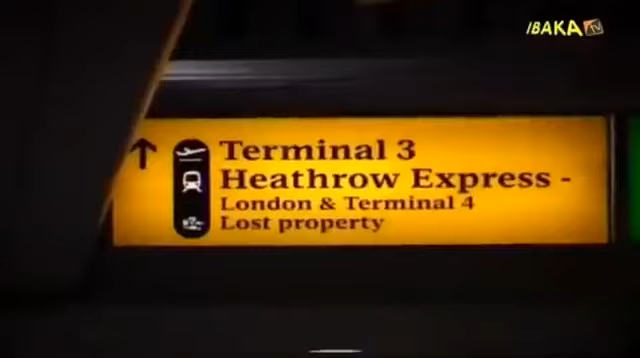 IBAKA TV
Terminal 3
Heathrow Express -
London & Terminal 4
Lost property